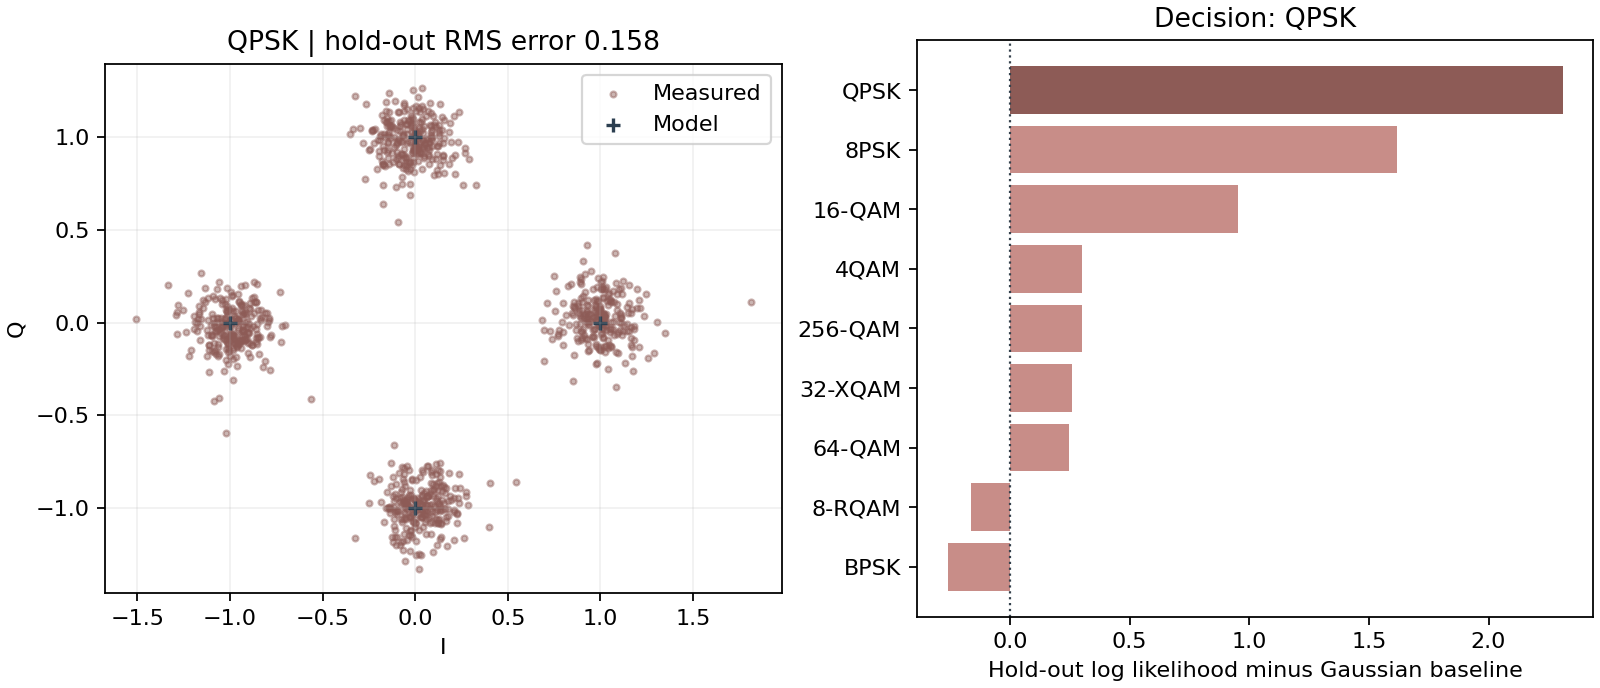 QPSK | hold-out RMS error 0.158
Measured
Model
1.0
0.5
0.0
−0.5
−1.0
Q
−1.5
−1.0
−0.5
0.0
0.5
1.0
1.5
I
Decision: QPSK
QPSK
8PSK
16-QAM
4QAM
256-QAM
32-XQAM
64-QAM
8-RQAM
BPSK
0.0
0.5
1.0
1.5
2.0
Hold-out log likelihood minus Gaussian baseline